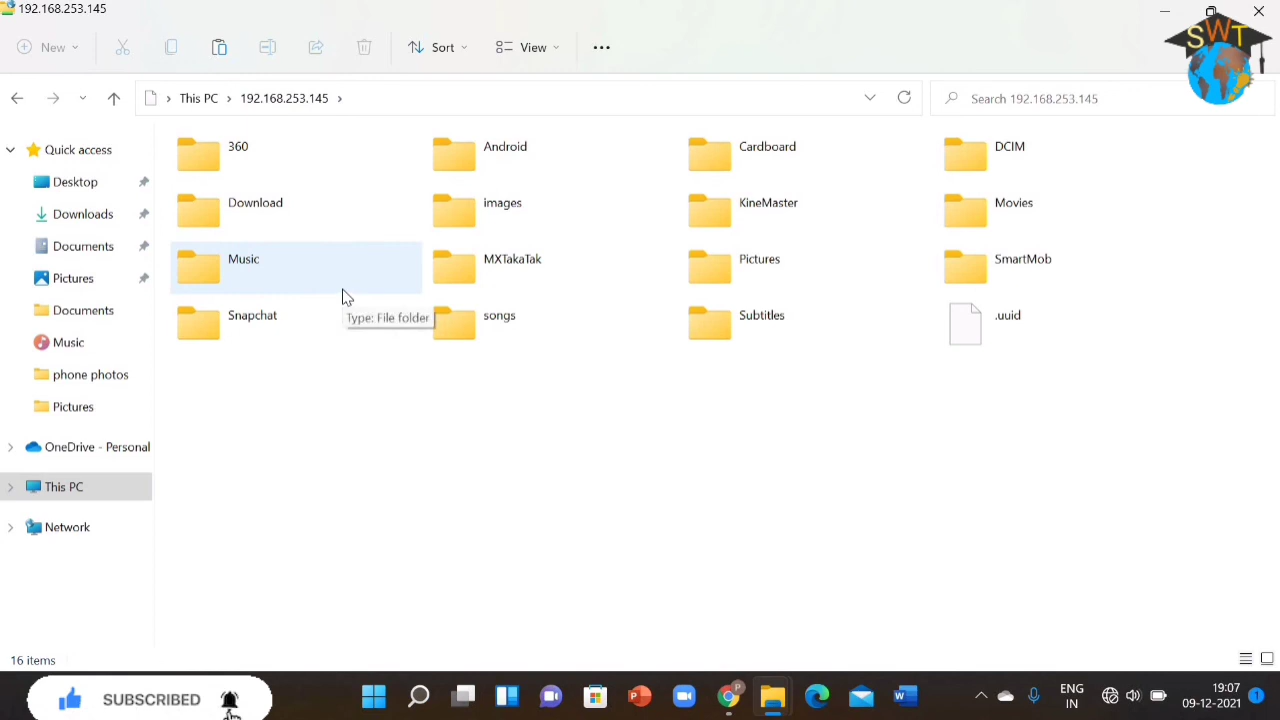 192.168.253.145
SWT
New
Sort
View
This PC
192.168.253.145
Search 192.168.253.145
Quick access
Desktop
Downloads
Documents
Pictures
Documents
Music
phone photos
Pictures
OneDrive - Personal
This PC
Network
360
Android
Cardboard
DCIM
Download
images
KineMaster
Movies
Music
MXTakaTak
Pictures
SmartMob
Snapchat
songs
Subtitles
.uuid
Type: File folder
16 items
SUBSCRIBED
P
ENG
IN
19:07
09-12-2021
1